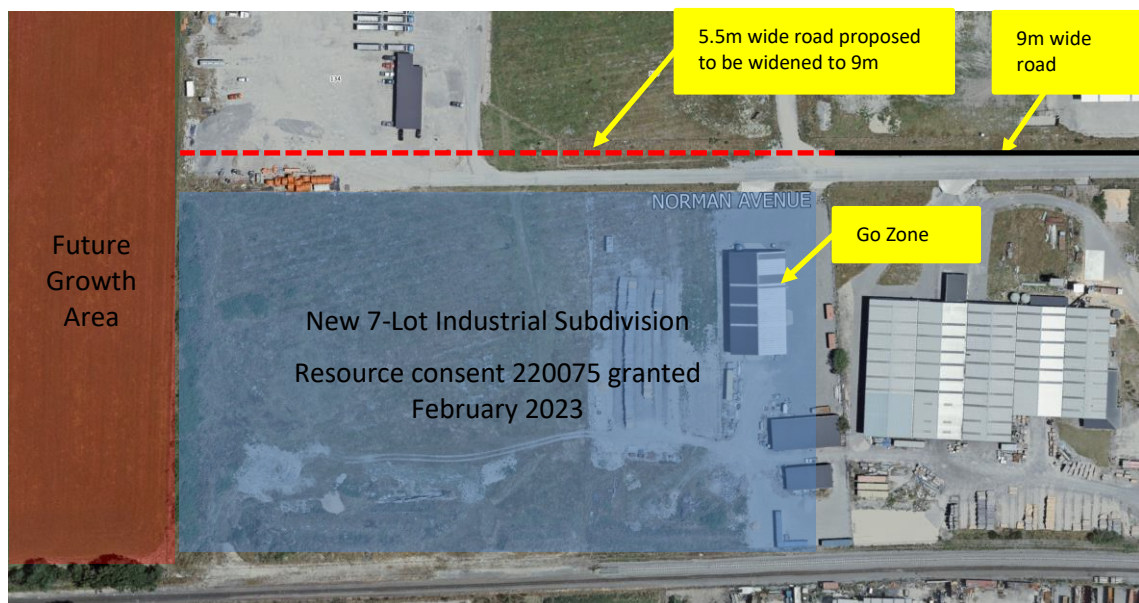 5.5m wide road proposed
to be widened to 9m
9m wide
road
134
NORMAN AVENUE
Go Zone
Future
Growth
Area
New 7-Lot Industrial Subdivision
Resource consent 220075 granted
February 2023